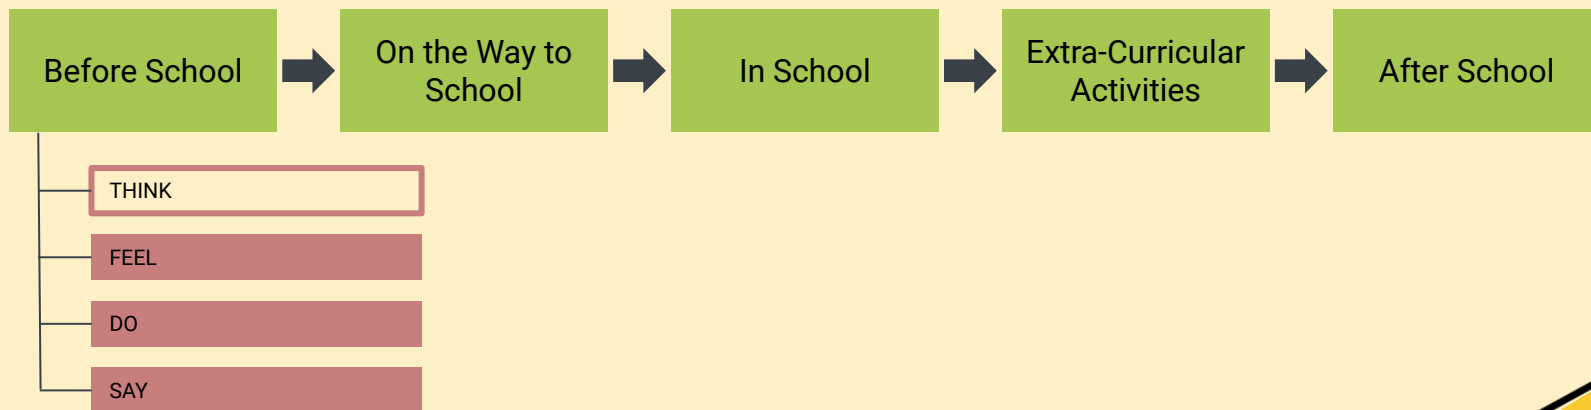 Before School
On the Way to
School
In School
Extra-Curricular
Activities
After School
THINK
FEEL
DO
SAY